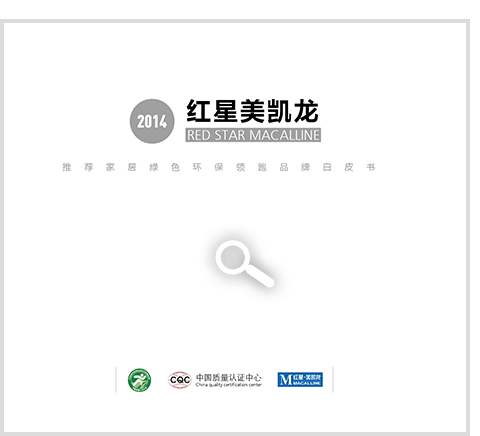 2014
红星美凯龙
RED STAR MACALLINE
推荐家居绿色环保领跑品牌白皮书
CQC 中国质量认证中心
China quality certification center
M 红星·美凯龙
MACALLINE